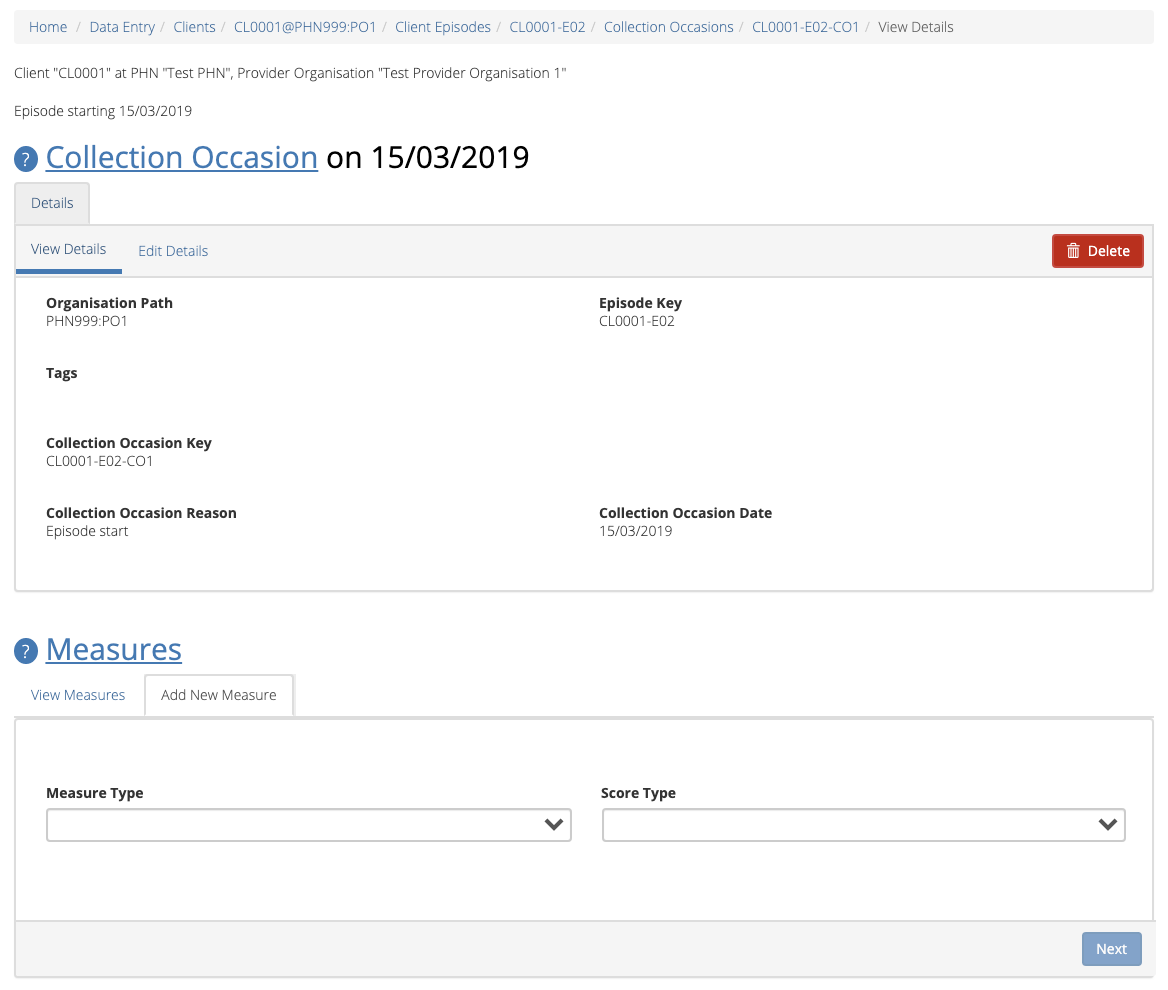 Home / Data Entry / Clients / CL0001@PHN999:PO1 / Client Episodes / CL0001-E02 / Collection Occasions / CL0001-E02-CO1 / View Details
Client "CL0001" at PHN "Test PHN", Provider Organisation "Test Provider Organisation 1"
Episode starting 15/03/2019
? Collection Occasion on 15/03/2019
Details
View Details Edit Details Delete
Organisation Path Episode Key
PHN999:PO1 CL0001-E02
Tags
Collection Occasion Key
CL0001-E02-CO1
Collection Occasion Reason Collection Occasion Date
Episode start 15/03/2019
? Measures
View Measures Add New Measure
Measure Type Score Type
Next